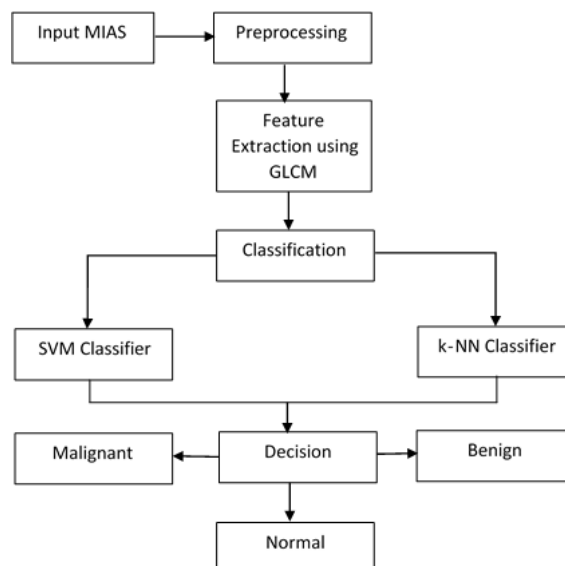 Input MIAS
Preprocessing
Feature
Extraction using
GLCM
Classification
SVM Classifier
k-NN Classifier
Malignant
Decision
Benign
Normal